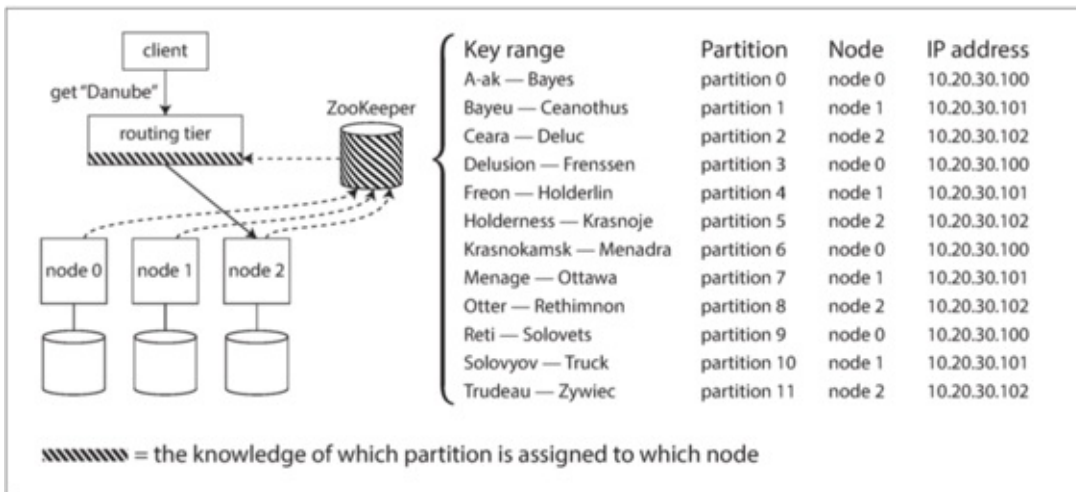 client
get "Danube"
routing tier
ZooKeeper
node 0 node 1 node 2
Key range Partition Node IP address
A-ak — Bayes partition 0 node 0 10.20.30.100
Bayeu — Ceanothus partition 1 node 1 10.20.30.101
Ceara — Deluc partition 2 node 2 10.20.30.102
Delusion — Frenssen partition 3 node 0 10.20.30.100
Freon — Holderlin partition 4 node 1 10.20.30.101
Holderness — Krasnoje partition 5 node 2 10.20.30.102
Krasnokamsk — Menadra partition 6 node 0 10.20.30.100
Menage — Ottawa partition 7 node 1 10.20.30.101
Otter — Rethimnon partition 8 node 2 10.20.30.102
Reti — Solovets partition 9 node 0 10.20.30.100
Solovyov — Truck partition 10 node 1 10.20.30.101
Trudeau — Zywiec partition 11 node 2 10.20.30.102
= the knowledge of which partition is assigned to which node